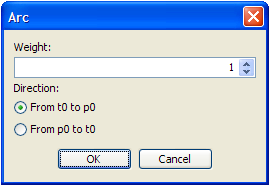 Arc
Weight:
1
Direction:
From t0 to p0
From p0 to t0
OK Cancel